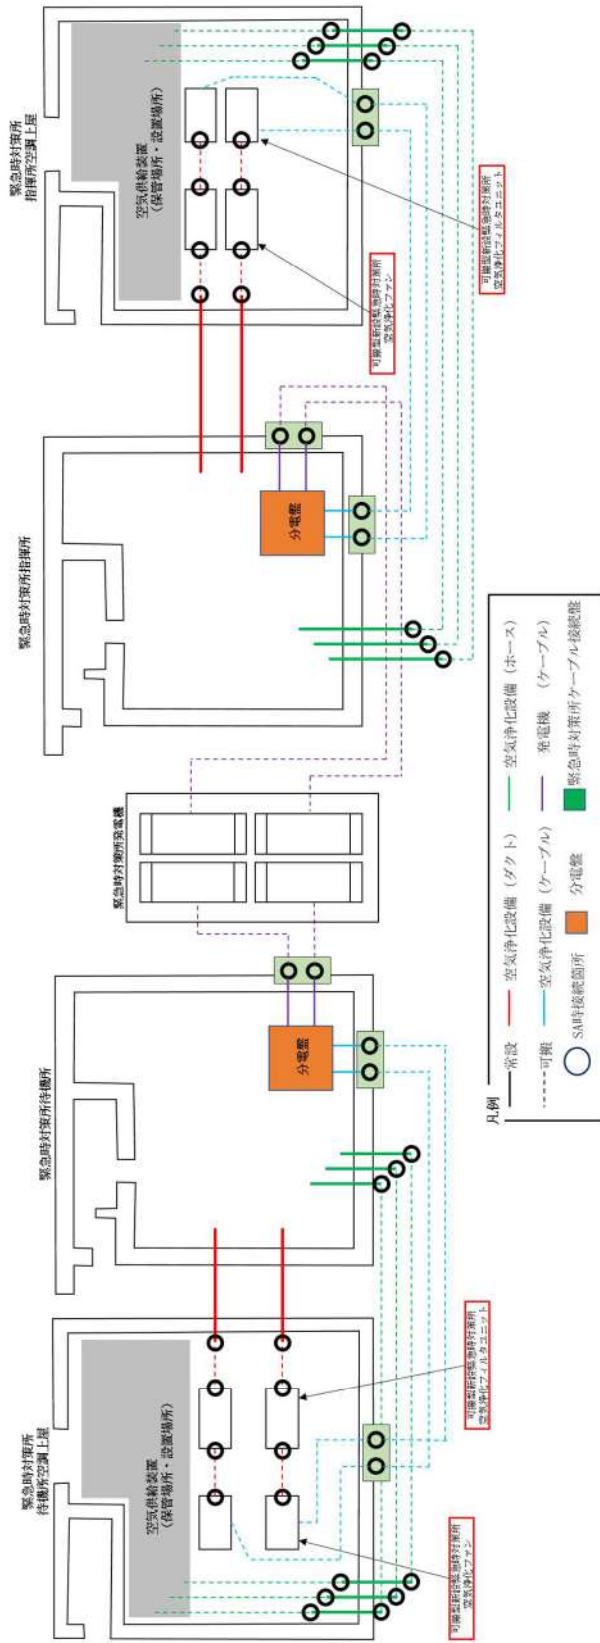 緊急時対策所
待機所空調上屋
空気供給装置
（保管場所・設置場所）
可搬型新設緊急時対策所
空気浄化ファン
可搬型新設緊急時対策所
空気浄化フィルタユニット
緊急時対策所待機所
分電盤
緊急時対策所発電機
緊急時対策所指揮所
分電盤
緊急時対策所
指揮所空調上屋
空気供給装置
（保管場所・設置場所）
可搬型新設緊急時対策所
空気浄化ファン
可搬型新設緊急時対策所
空気浄化フィルタユニット
凡例
常設 空気浄化設備（ダクト） 空気浄化設備（ホース）
可搬 空気浄化設備（ケーブル） 発電機 （ケーブル）
SA時接続箇所 分電盤 緊急時対策所ケーブル接続盤